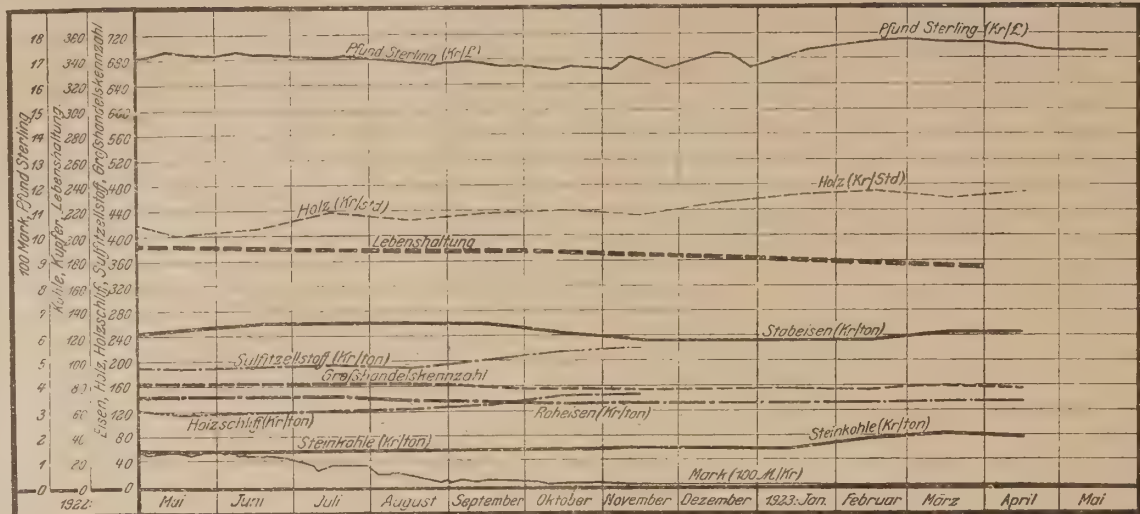 100 Mark, Pfund Sterling
Kohle, Kupfer, Lebenshaltung.
Eisen, Holz, Holzschliff, Sulfitzellstoff, Großhandelskennzahl
18 360 720
17 340 680
16 320 640
15 300 600
14 280 560
13 260 520
12 240 480
11 220 440
10 200 400
9 180 360
8 160 320
7 140 280
6 120 240
5 100 200
4 80 160
3 60 120
2 40 80
1 20 40
0 0 0
Pfund Sterling (Kr/£)
Pfund Sterling (Kr/£)
Holz (Kr/Std)
Holz (Kr/Std)
Lebenshaltung
Stabeisen (Kr/ton)
Sulfitzellstoff (Kr/ton)
Großhandelskennzahl
Holzschliff (Kr/ton)
Roheisen (Kr/ton)
Steinkohle (Kr/ton)
Steinkohle (Kr/ton)
Mark (100 M/Kr)
1922: Mai Juni Juli August September Oktober November Dezember 1923: Jan. Februar März April Mai